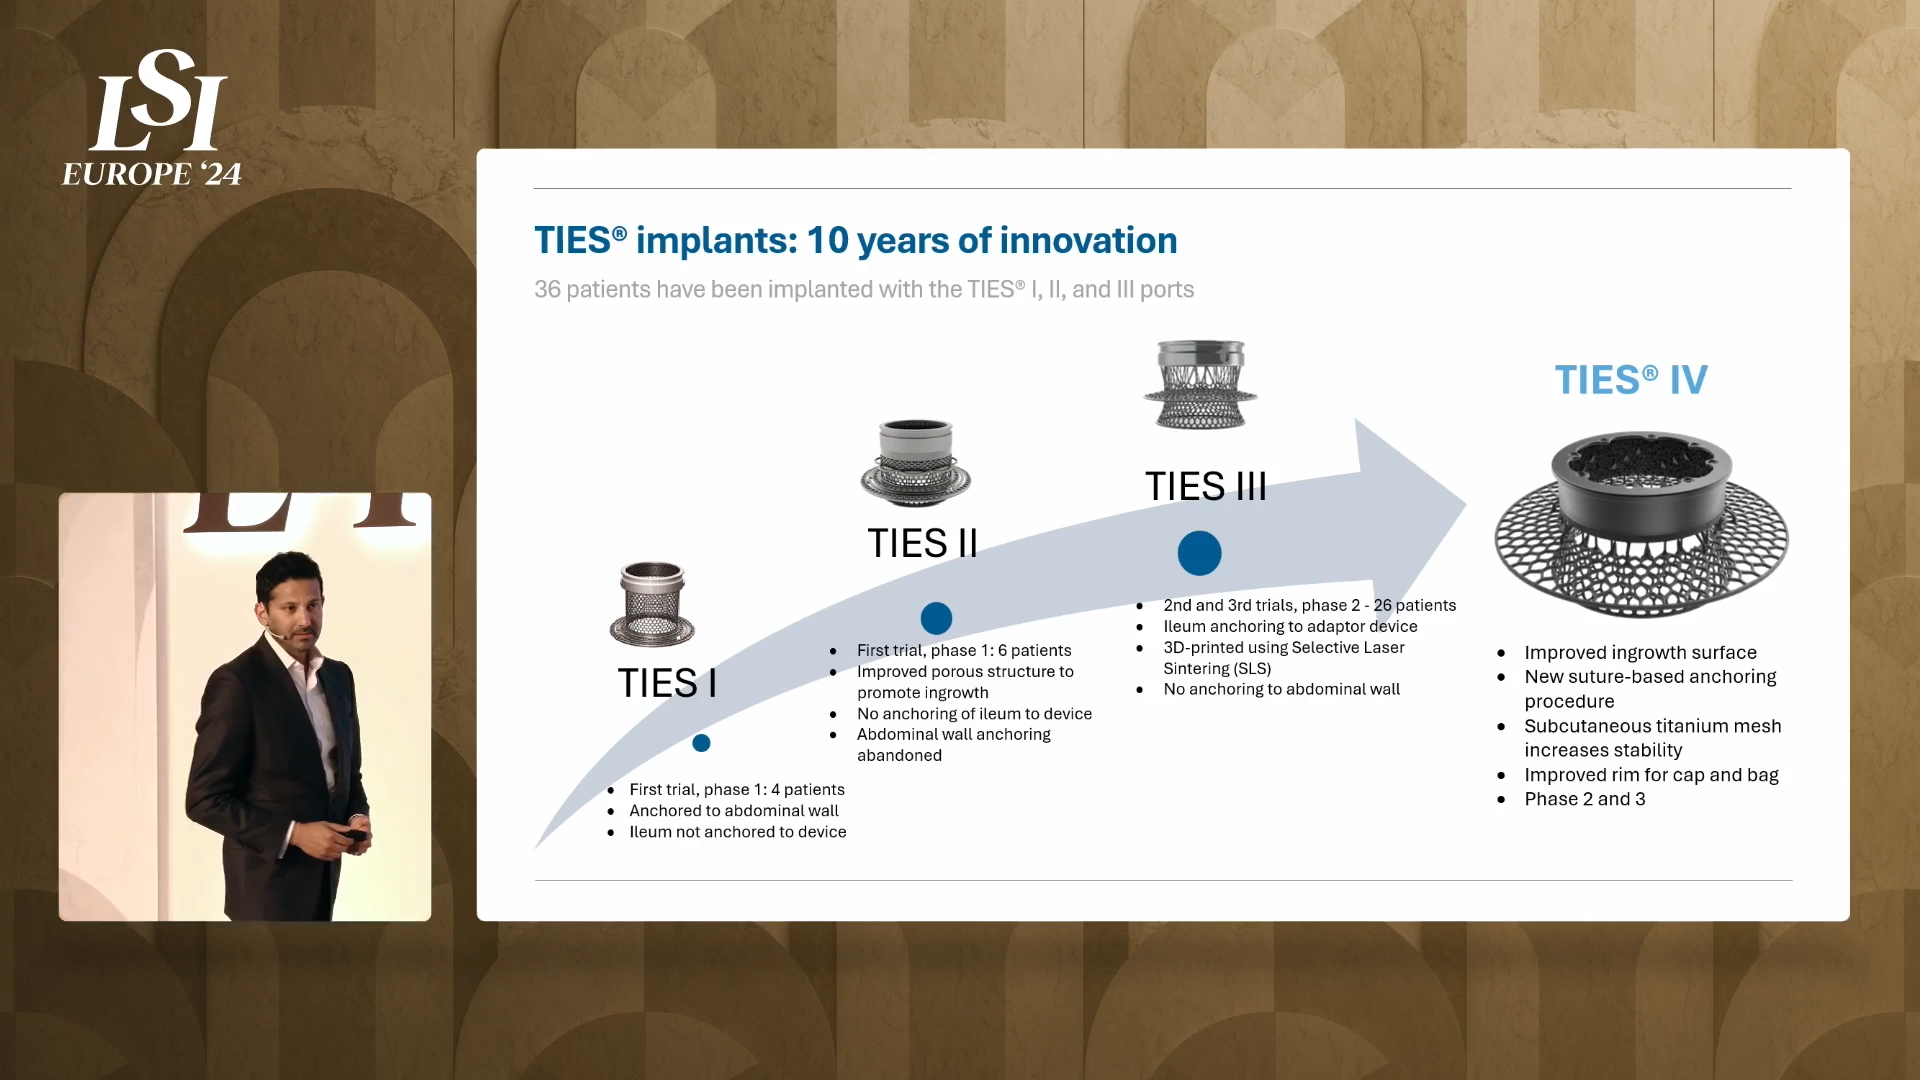 LSI
EUROPE ‘24
TIES® implants: 10 years of innovation
36 patients have been implanted with the TIES® I, II, and III ports
TIES I
• First trial, phase 1: 4 patients
• Anchored to abdominal wall
• Ileum not anchored to device
TIES II
• First trial, phase 1: 6 patients
• Improved porous structure to
promote ingrowth
• No anchoring of ileum to device
• Abdominal wall anchoring
abandoned
TIES III
• 2nd and 3rd trials, phase 2 - 26 patients
• Ileum anchoring to adaptor device
• 3D-printed using Selective Laser
Sintering (SLS)
• No anchoring to abdominal wall
TIES® IV
• Improved ingrowth surface
• New suture-based anchoring
procedure
• Subcutaneous titanium mesh
increases stability
• Improved rim for cap and bag
• Phase 2 and 3